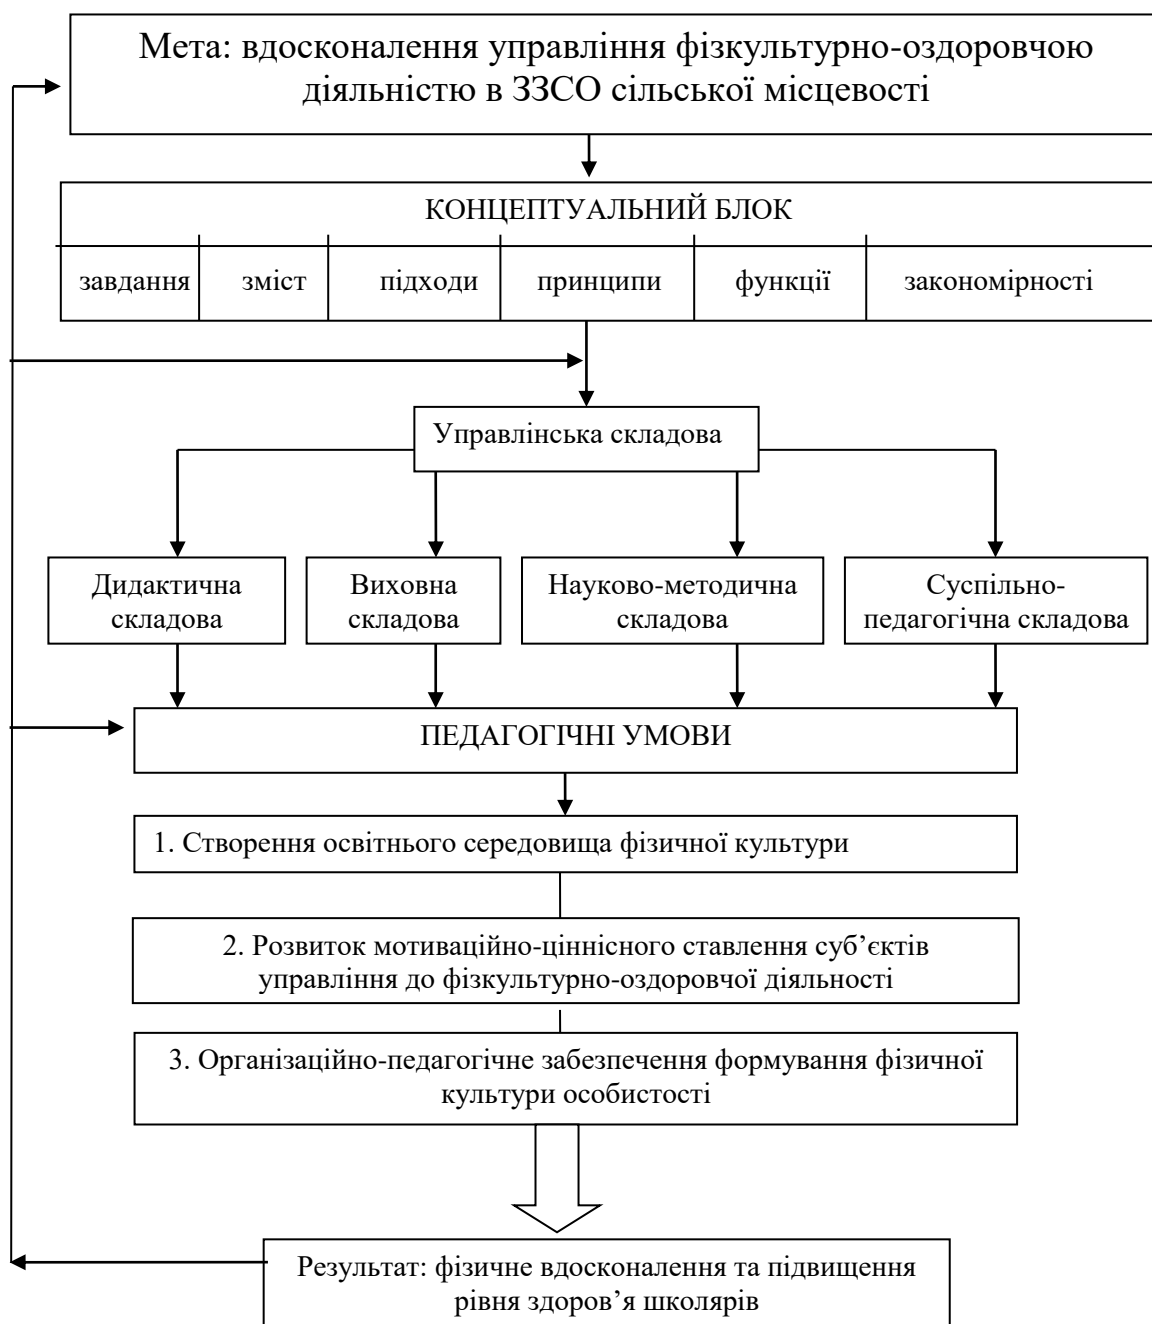 Мета: вдосконалення управління фізкультурно-оздоровчою
діяльністю в ЗЗСО сільської місцевості
КОНЦЕПТУАЛЬНИЙ БЛОК
завдання зміст підходи принципи функції закономірності
Управлінська складова
Дидактична
складова
Виховна
складова
Науково-методична
складова
Суспільно-
педагогічна складова
ПЕДАГОГІЧНІ УМОВИ
1. Створення освітнього середовища фізичної культури
2. Розвиток мотиваційно-ціннісного ставлення суб’єктів
управління до фізкультурно-оздоровчої діяльності
3. Організаційно-педагогічне забезпечення формування фізичної
культури особистості
Результат: фізичне вдосконалення та підвищення
рівня здоров’я школярів